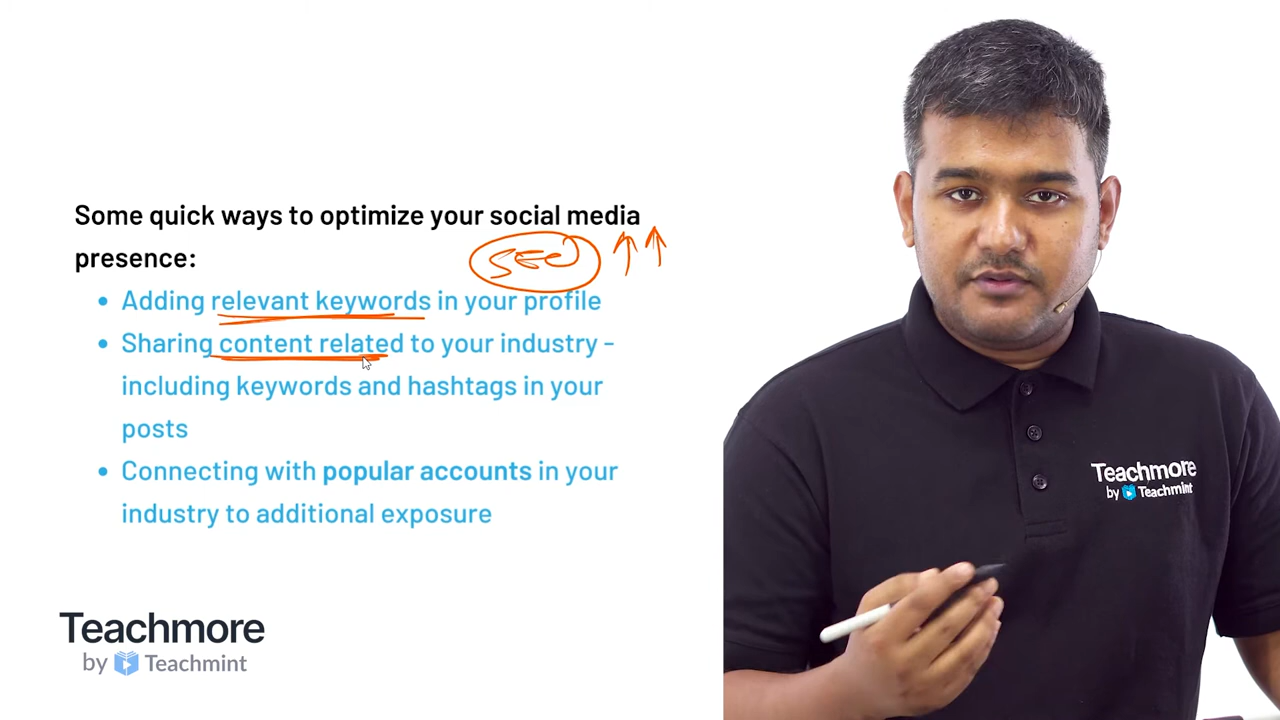 Some quick ways to optimize your social media
presence:
SEO
• Adding relevant keywords in your profile
• Sharing content related to your industry -
including keywords and hashtags in your
posts
• Connecting with popular accounts in your
industry to additional exposure
Teachmore
by Teachmint
Teachmore
by Teachmint